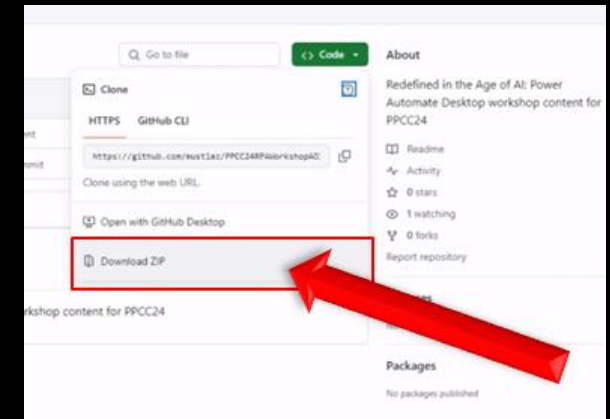 Go to file
Code
About
Clone
Redefined in the Age of AI: Power
Automate Desktop workshop content for
PPCC24
HTTPS GitHub CLI
Readme
Activity
Clone using the web URL.
0 stars
1 watching
Open with GitHub Desktop
0 forks
Report repository
Download ZIP
rkshop content for PPCC24
Packages
No packages published